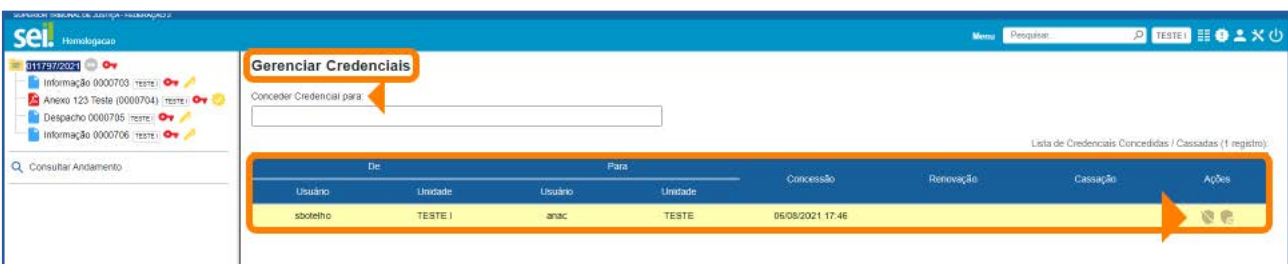 SUPERIOR TRIBUNAL DE JUSTIÇA - FEDERAÇÃO 2
sei! Homologacao
Menu Pesquisar... TESTE I
011797/2021
Informação 0000703 TESTE I
Anexo 123 Teste (0000704) TESTE I
Despacho 0000705 TESTE I
Informação 0000706 TESTE I
Consultar Andamento
Gerenciar Credenciais
Conceder Credencial para:
Lista de Credenciais Concedidas / Cassadas (1 registro):
De Para Concessão Renovação Cassação Ações
Usuário Unidade Usuário Unidade
sbotelho TESTE I anac TESTE 06/08/2021 17:46